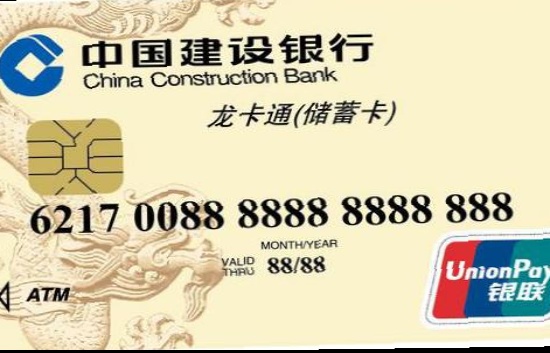 中国建设银行
China Construction Bank
龙卡通(储蓄卡)
6217 0088 8888 8888 888
MONTH/YEAR
VALID THRU 88/88
ATM
UnionPay
银联